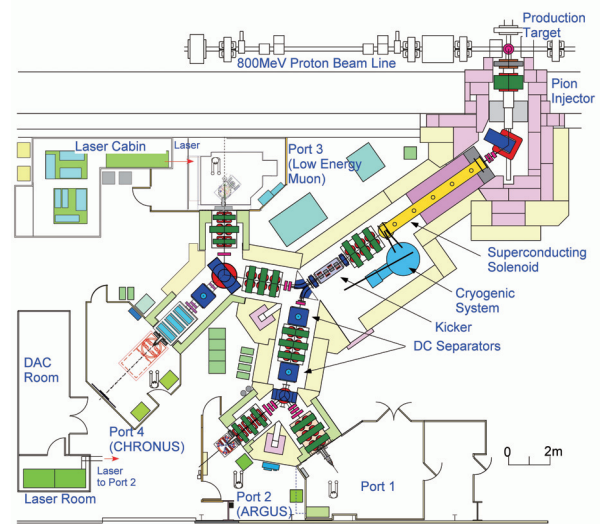 Production
Target
800MeV Proton Beam Line
Pion
Injector
Laser Cabin
Laser
Port 3
(Low Energy
Muon)
Superconducting
Solenoid
Cryogenic
System
Kicker
DC Separators
DAC
Room
Port 4
(CHRONUS)
Laser
to Port 2
Laser Room
Port 2
(ARGUS)
Port 1
0 2m